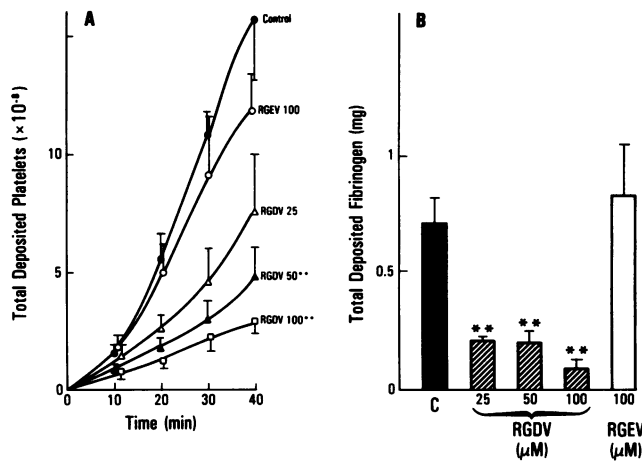 A
Total Deposited Platelets (×10⁻⁸)
10
5
0
10
20
30
40
Time (min)
Control
RGEV 100
RGDV 25
RGDV 50**
RGDV 100**
B
Total Deposited Fibrinogen (mg)
1
0.5
0
**
**
**
C
25
50
100
100
RGDV
(μM)
RGEV
(μM)